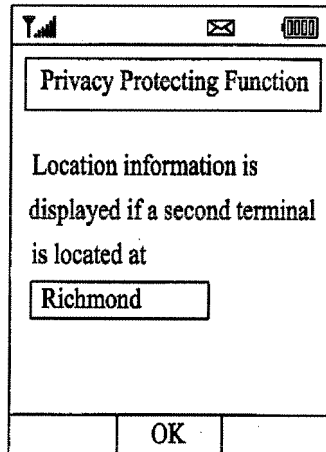 Privacy Protecting Function
Location information is
displayed if a second terminal
is located at
Richmond
OK